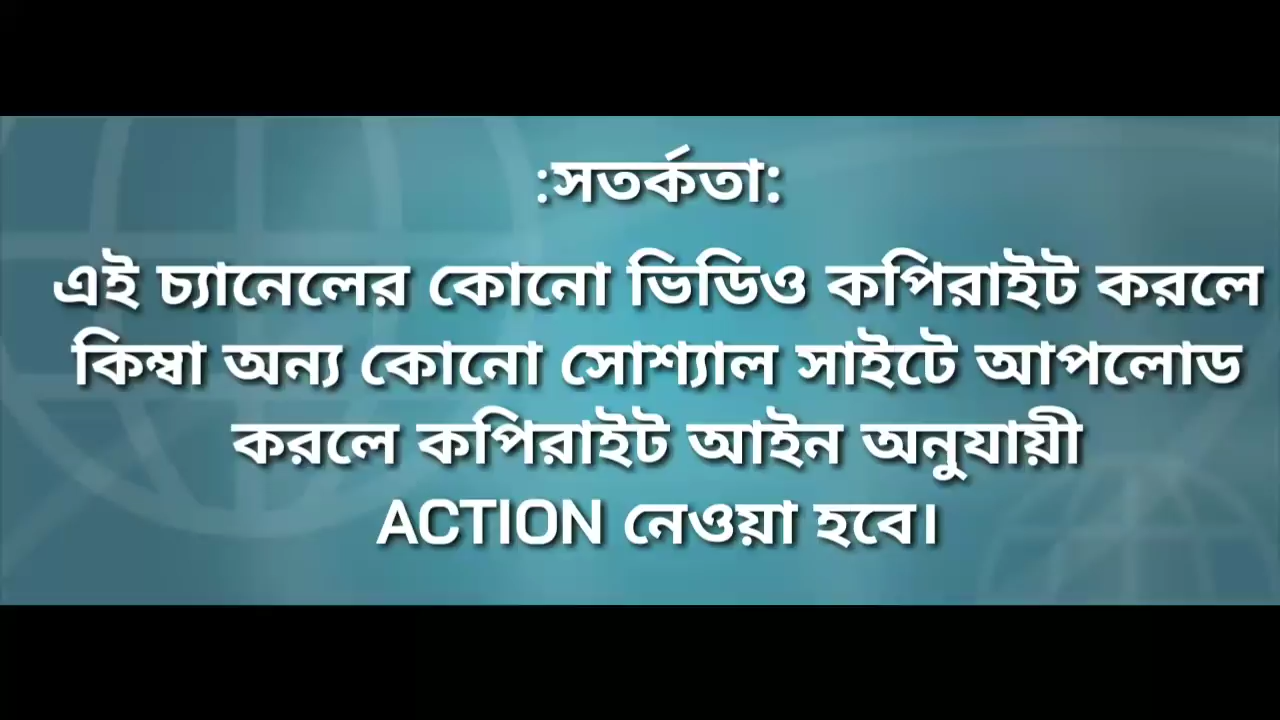 :সতর্কতা:
এই চ্যানেলের কোনো ভিডিও কপিরাইট করলে
কিম্বা অন্য কোনো সোশ্যাল সাইটে আপলোড
করলে কপিরাইট আইন অনুযায়ী
ACTION নেওয়া হবে।